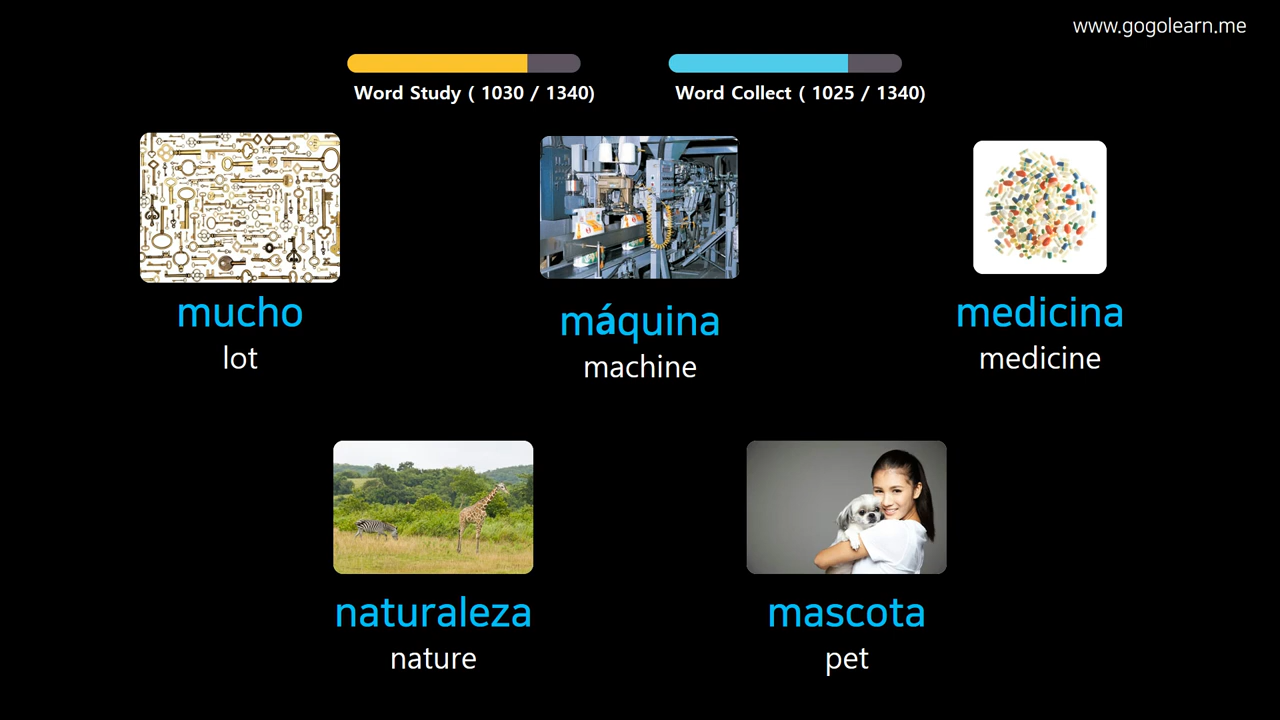 www.gogolearn.me
Word Study ( 1030 / 1340)
Word Collect ( 1025 / 1340)
mucho
lot
máquina
machine
medicina
medicine
naturaleza
nature
mascota
pet